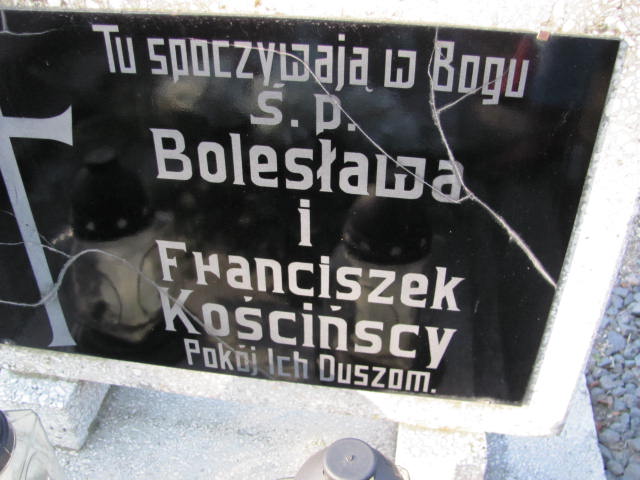 Tu spoczywają w Bogu
Ś. p.
Bolesława
i
Franciszek
Kościńscy
Pokój Ich Duszom.